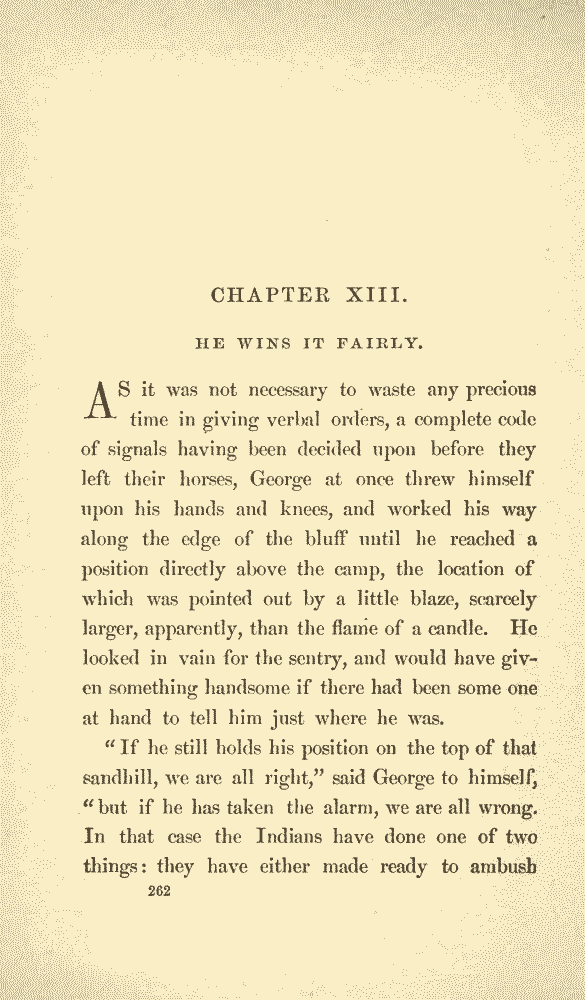 CHAPTER XIII.
HE WINS IT FAIRLY.
AS it was not necessary to waste any precious
time in giving verbal orders, a complete code
of signals having been decided upon before they
left their horses, George at once threw himself
upon his hands and knees, and worked his way
along the edge of the bluff until he reached a
position directly above the camp, the location of
which was pointed out by a little blaze, scarcely
larger, apparently, than the flame of a candle. He
looked in vain for the sentry, and would have giv-
en something handsome if there had been some one
at hand to tell him just where he was.
“If he still holds his position on the top of that
sandhill, we are all right,” said George to himself,
“but if he has taken the alarm, we are all wrong.
In that case the Indians have done one of two
things: they have either made ready to ambush
262